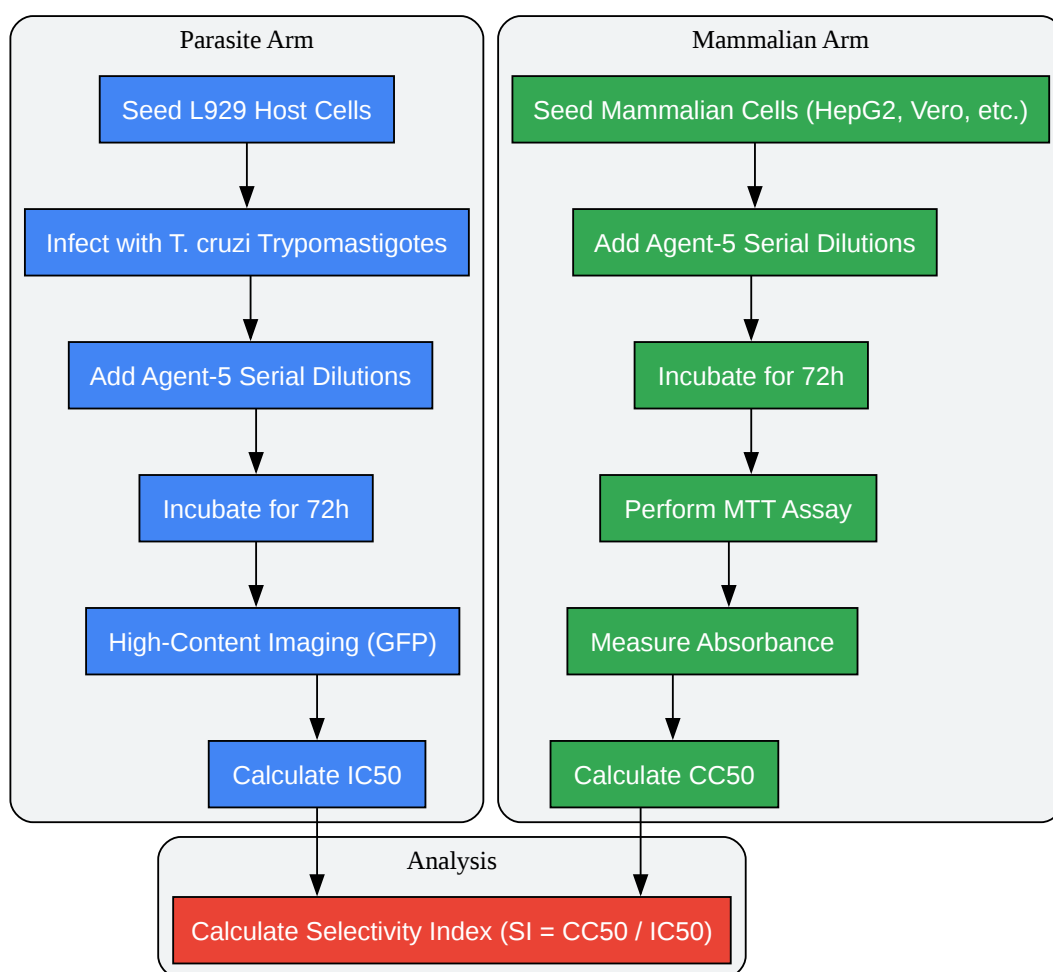 Parasite Arm
Seed L929 Host Cells
Infect with T. cruzi Trypomastigotes
Add Agent-5 Serial Dilutions
Incubate for 72h
High-Content Imaging (GFP)
Calculate IC50
Mammalian Arm
Seed Mammalian Cells (HepG2, Vero, etc.)
Add Agent-5 Serial Dilutions
Incubate for 72h
Perform MTT Assay
Measure Absorbance
Calculate CC50
Analysis
Calculate Selectivity Index (SI = CC50 / IC50)